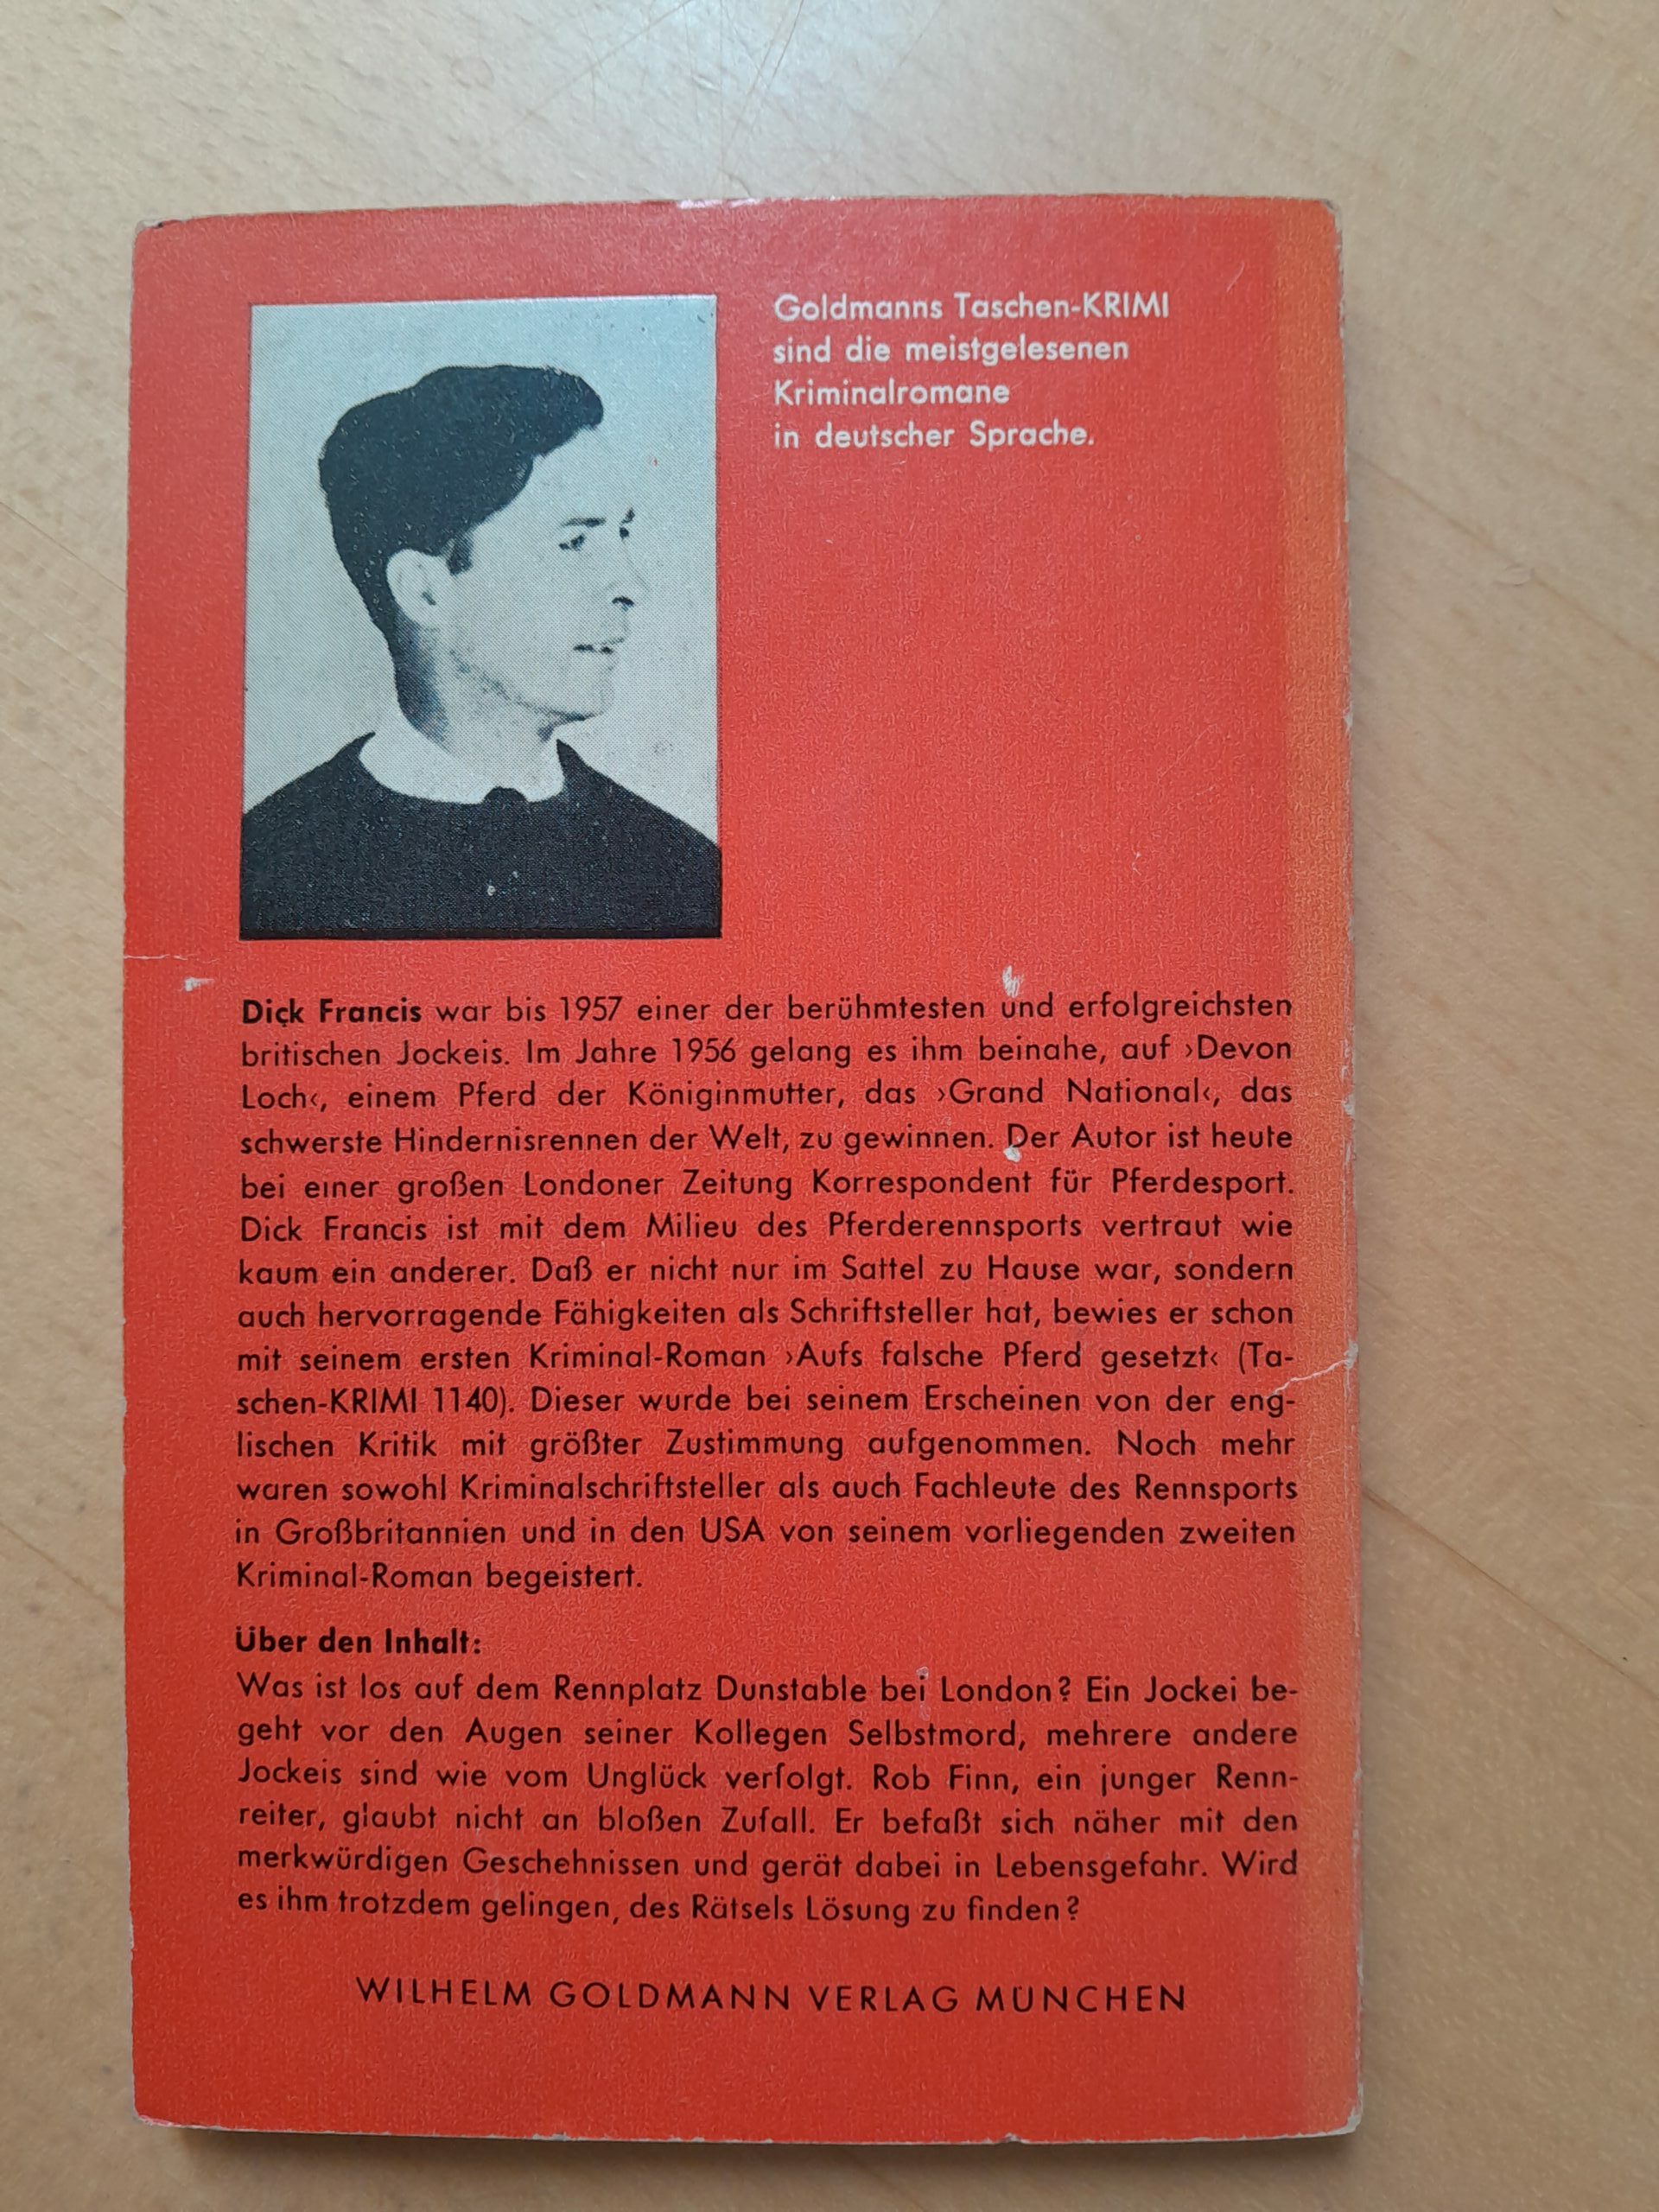 Goldmanns Taschen-KRIMI
sind die meistgelesenen
Kriminalromane
in deutscher Sprache.
Dick Francis war bis 1957 einer der berühmtesten und erfolgreichsten
britischen Jockeis. Im Jahre 1956 gelang es ihm beinahe, auf ›Devon
Loch‹, einem Pferd der Königinmutter, das ›Grand National‹, das
schwerste Hindernisrennen der Welt, zu gewinnen. Der Autor ist heute
bei einer großen Londoner Zeitung Korrespondent für Pferdesport.
Dick Francis ist mit dem Milieu des Pferderennsports vertraut wie
kaum ein anderer. Daß er nicht nur im Sattel zu Hause war, sondern
auch hervorragende Fähigkeiten als Schriftsteller hat, bewies er schon
mit seinem ersten Kriminal-Roman ›Aufs falsche Pferd gesetzt‹ (Ta-
schen-KRIMI 1140). Dieser wurde bei seinem Erscheinen von der eng-
lischen Kritik mit größter Zustimmung aufgenommen. Noch mehr
waren sowohl Kriminalschriftsteller als auch Fachleute des Rennsports
in Großbritannien und in den USA von seinem vorliegenden zweiten
Kriminal-Roman begeistert.
Über den Inhalt:
Was ist los auf dem Rennplatz Dunstable bei London? Ein Jockei be-
geht vor den Augen seiner Kollegen Selbstmord, mehrere andere
Jockeis sind wie vom Unglück verfolgt. Rob Finn, ein junger Renn-
reiter, glaubt nicht an bloßen Zufall. Er befaßt sich näher mit den
merkwürdigen Geschehnissen und gerät dabei in Lebensgefahr. Wird
es ihm trotzdem gelingen, des Rätsels Lösung zu finden?
WILHELM GOLDMANN VERLAG MÜNCHEN